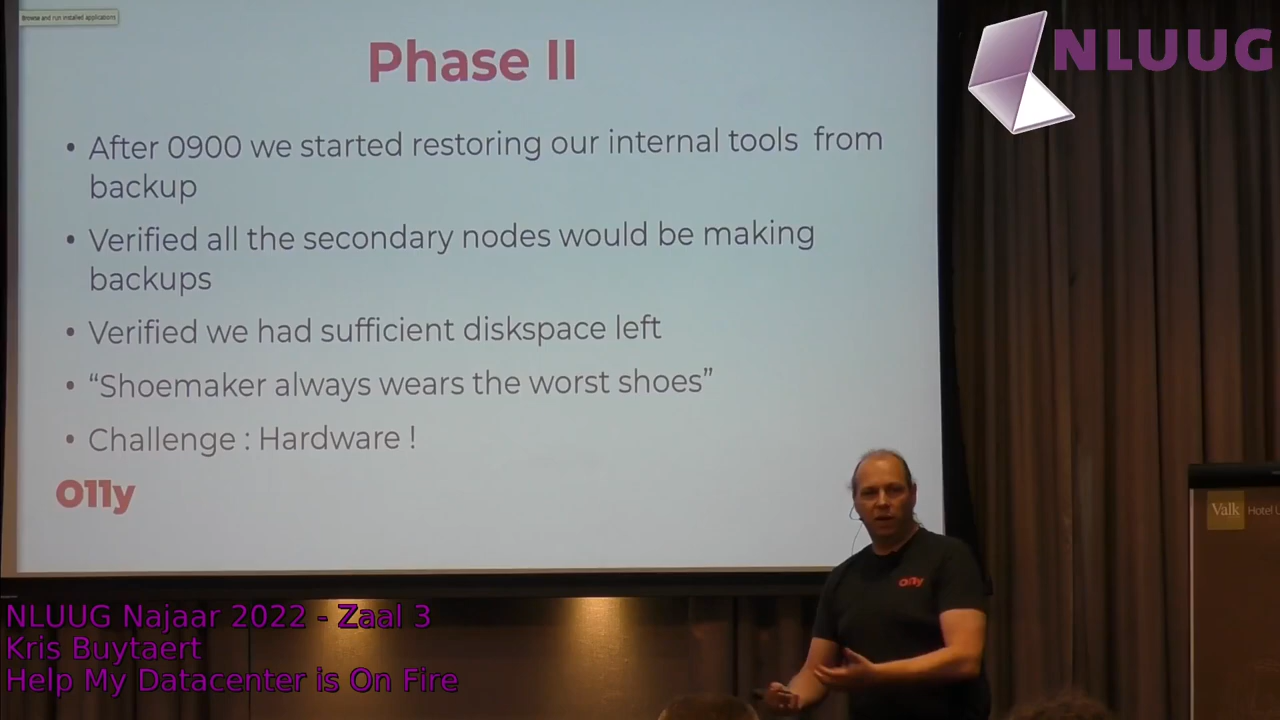 Browse and run installed applications
NLUUG
Phase II
• After 0900 we started restoring our internal tools from
backup
• Verified all the secondary nodes would be making
backups
• Verified we had sufficient diskspace left
• “Shoemaker always wears the worst shoes”
• Challenge : Hardware !
O11y
o11y
Valk Hotel
NLUUG Najaar 2022 - Zaal 3
Kris Buytaert
Help My Datacenter is On Fire